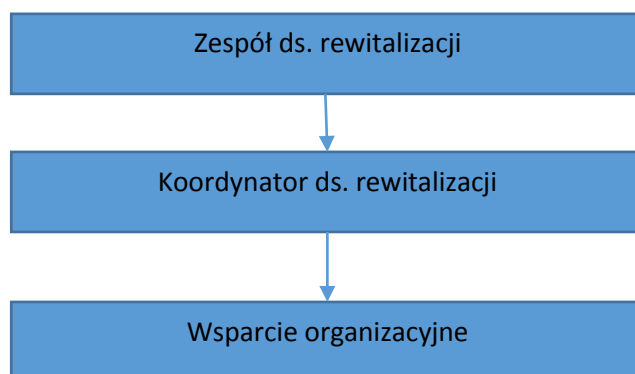 Zespół ds. rewitalizacji
Koordynator ds. rewitalizacji
Wsparcie organizacyjne